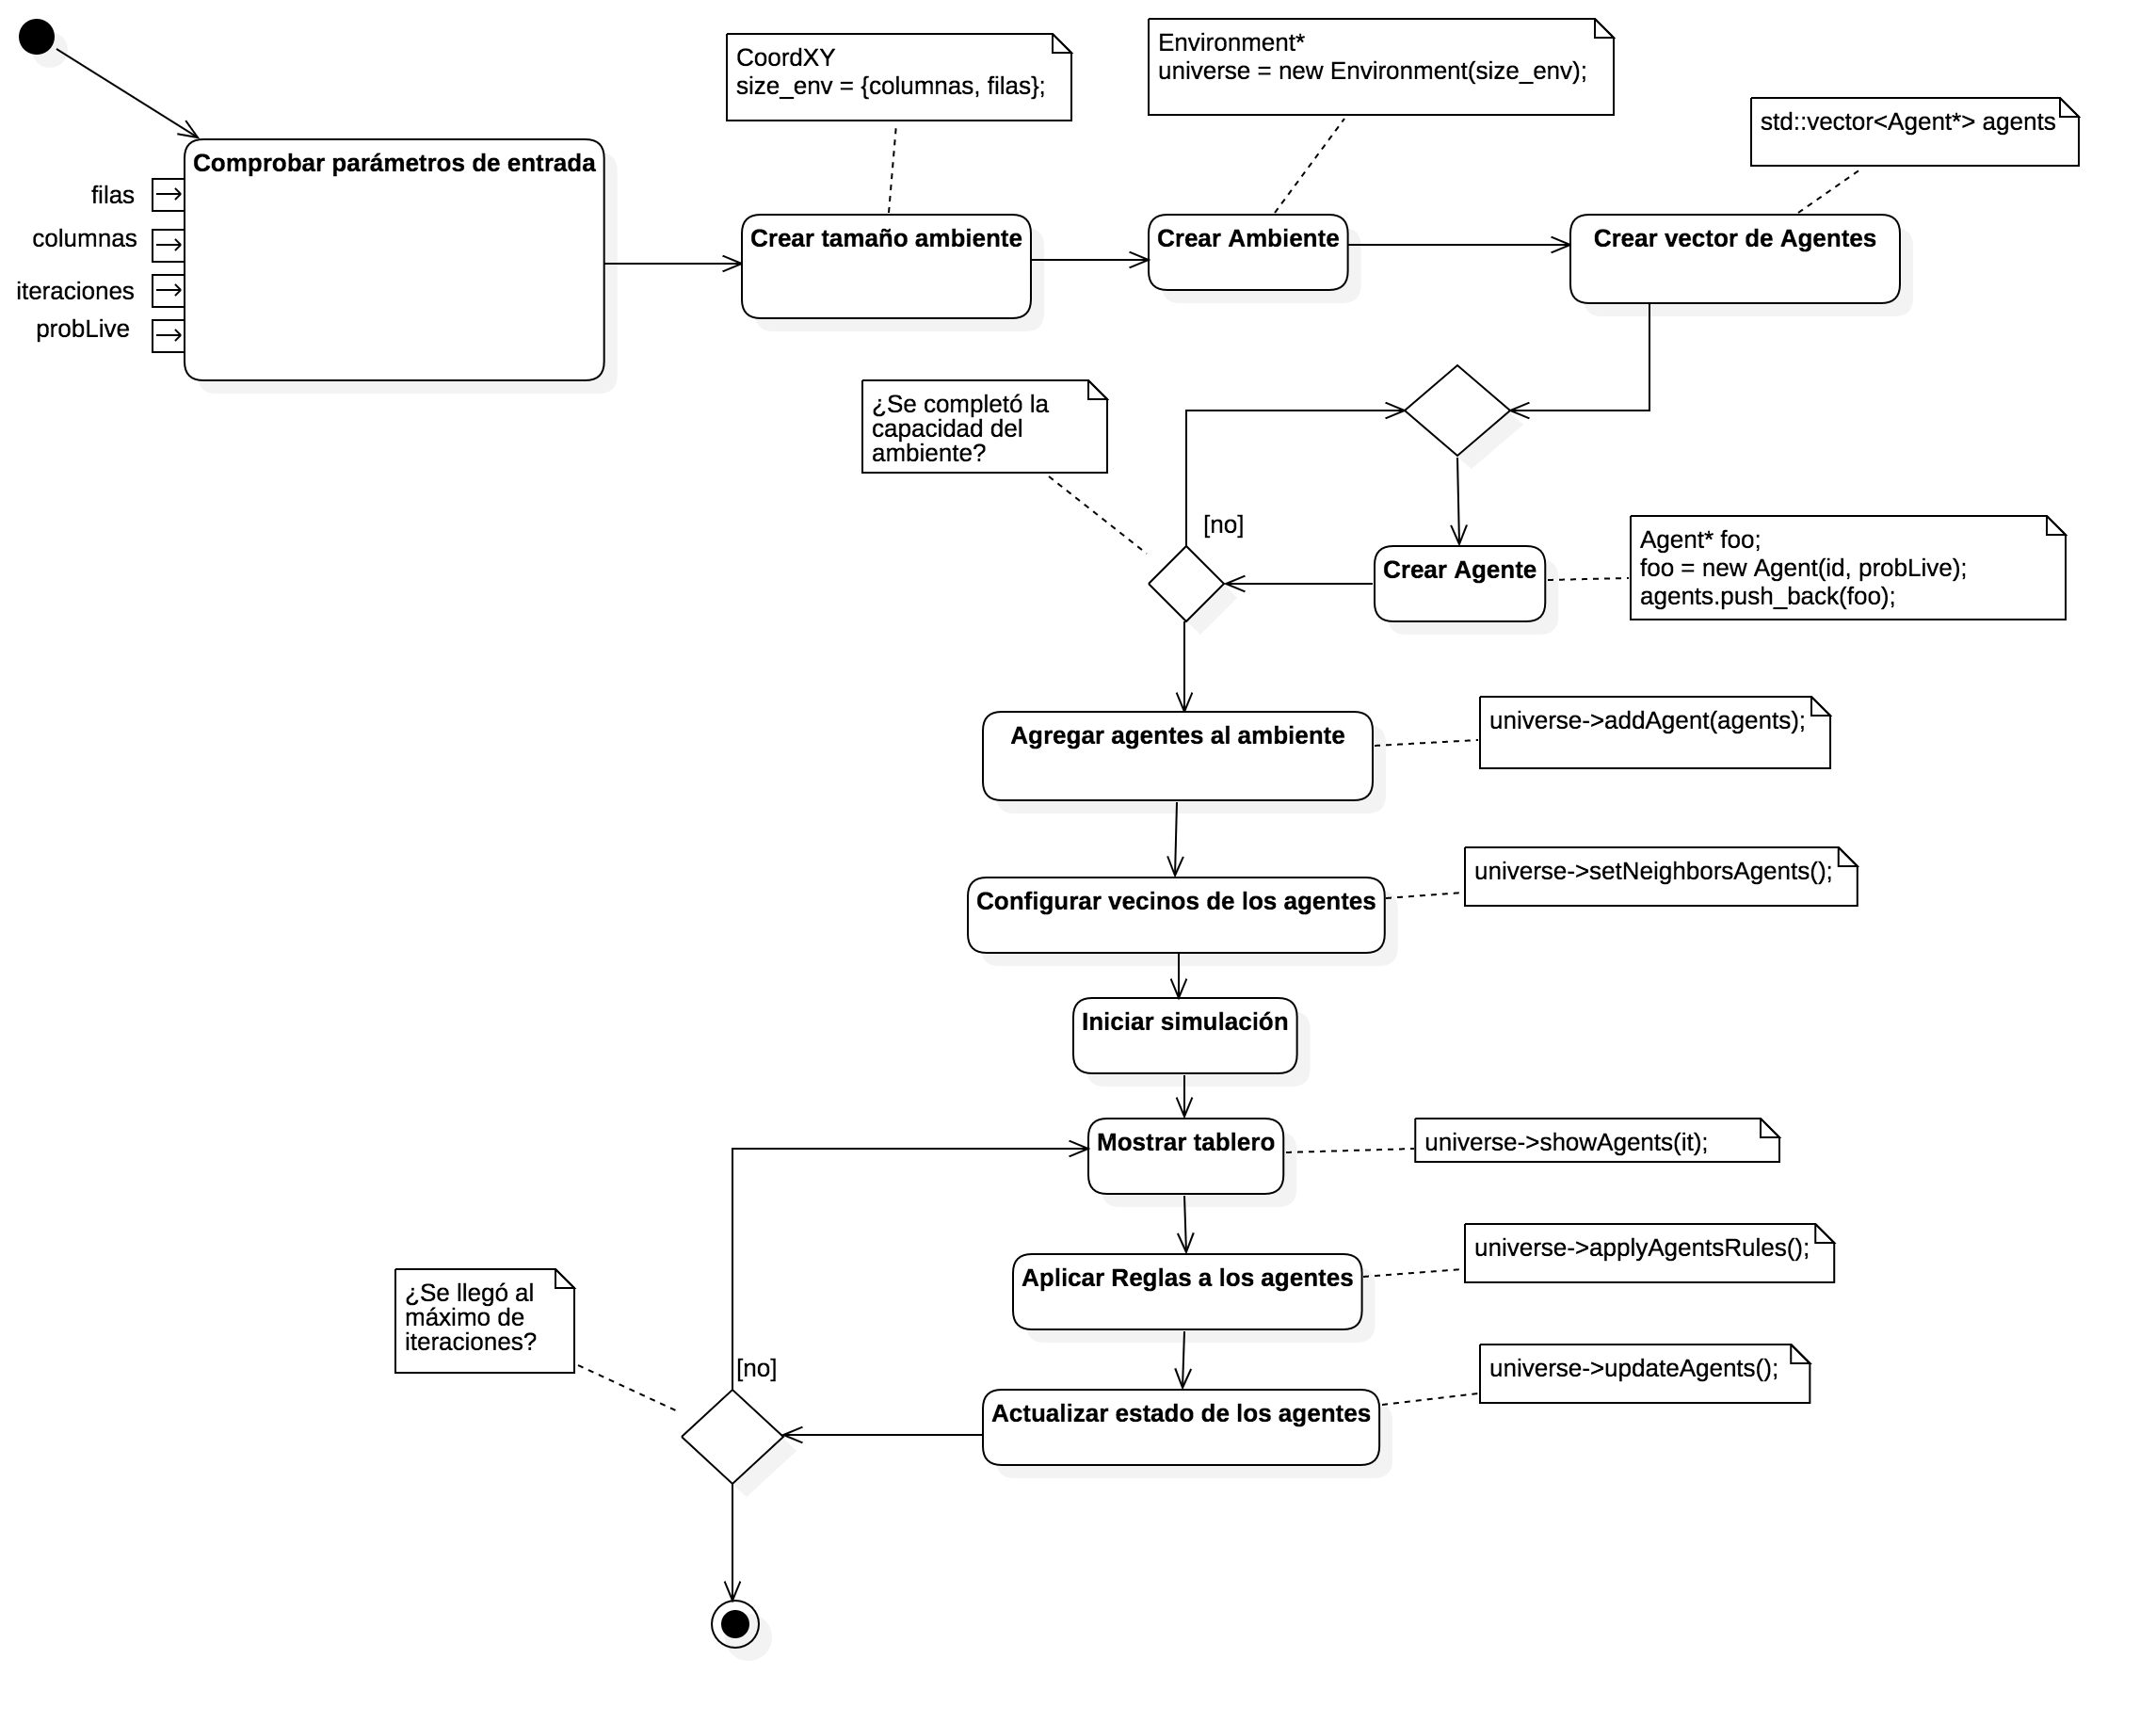 CoordXY
size_env = {columnas, filas};
Environment*
universe = new Environment(size_env);
std::vector<Agent*> agents
Comprobar parámetros de entrada
filas
columnas
iteraciones
probLive
Crear tamaño ambiente
Crear Ambiente
Crear vector de Agentes
¿Se completó la
capacidad del
ambiente?
[no]
Crear Agente
Agent* foo;
foo = new Agent(id, probLive);
agents.push_back(foo);
Agregar agentes al ambiente
universe->addAgent(agents);
Configurar vecinos de los agentes
universe->setNeighborsAgents();
Iniciar simulación
Mostrar tablero
universe->showAgents(it);
Aplicar Reglas a los agentes
universe->applyAgentsRules();
¿Se llegó al
máximo de
iteraciones?
[no]
Actualizar estado de los agentes
universe->updateAgents();